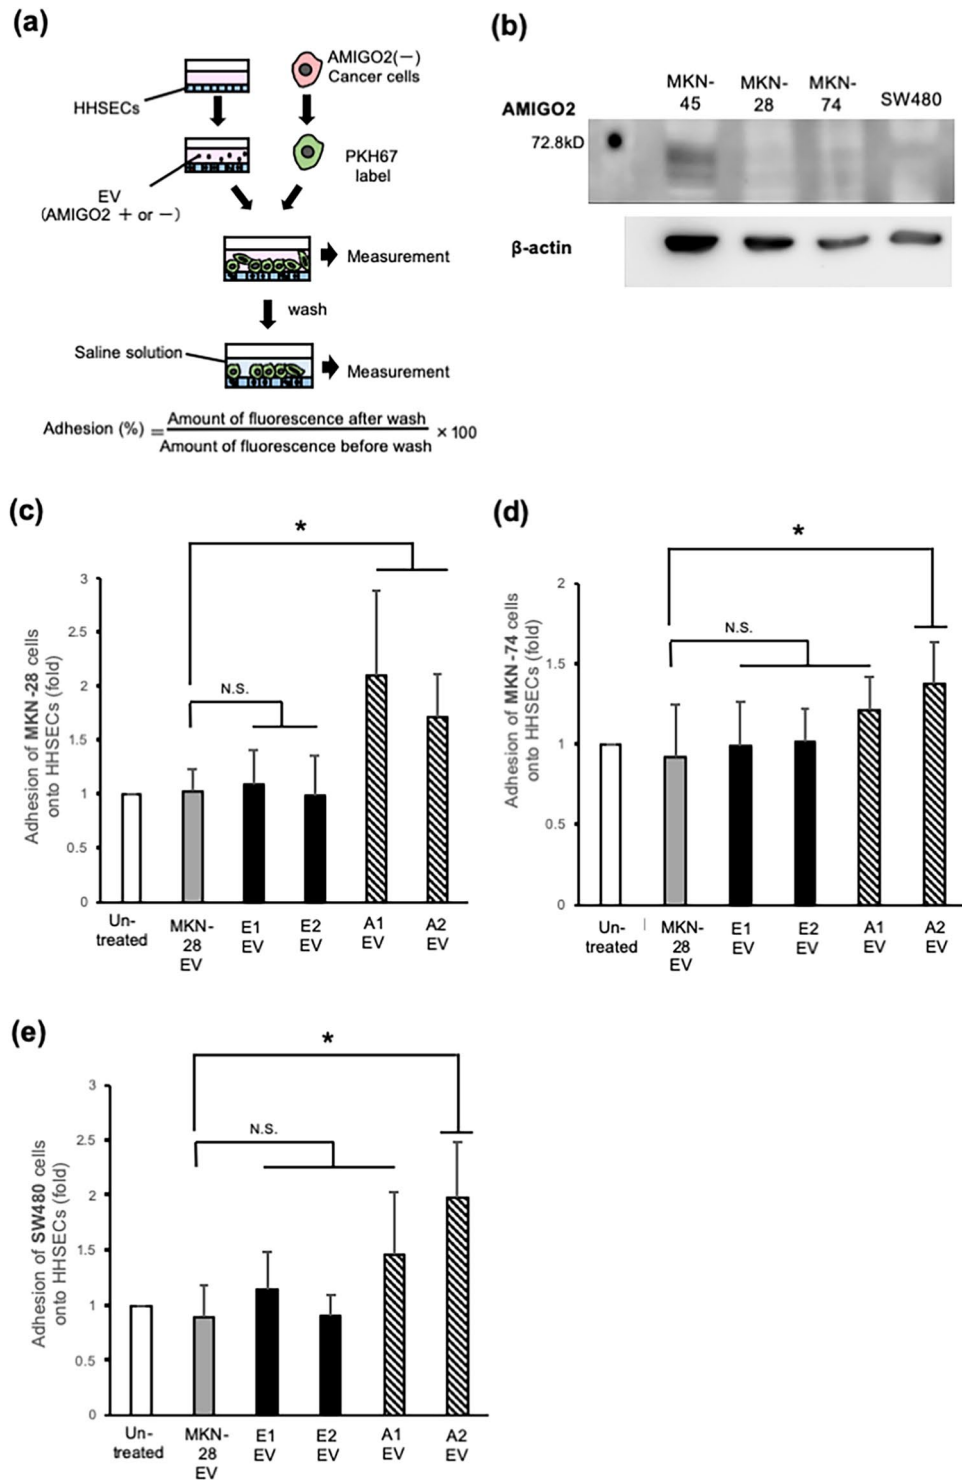 (a)
AMIGO2(−)
Cancer cells
HHSECs
PKH67
label
EV
(AMIGO2 + or −)
Measurement
wash
Saline solution
Measurement
Adhesion (%) = Amount of fluorescence after wash × 100
Amount of fluorescence before wash
(b)
MKN-
45
MKN-
28
MKN-
74
SW480
AMIGO2
72.8kD
β-actin
(c)
*
N.S.
Adhesion of MKN-28 cells
onto HHSECs (fold)
3
2.5
2
1.5
1
0.5
0
Un-
treated
MKN-
28
EV
E1
EV
E2
EV
A1
EV
A2
EV
(d)
*
N.S.
Adhesion of MKN-74 cells
onto HHSECs (fold)
2
1.5
1
0.5
0
Un-
treated
MKN-
28
EV
E1
EV
E2
EV
A1
EV
A2
EV
(e)
*
N.S.
Adhesion of SW480 cells
onto HHSECs (fold)
3
2.5
2
1.5
1
0.5
0
Un-
treated
MKN-
28
EV
E1
EV
E2
EV
A1
EV
A2
EV